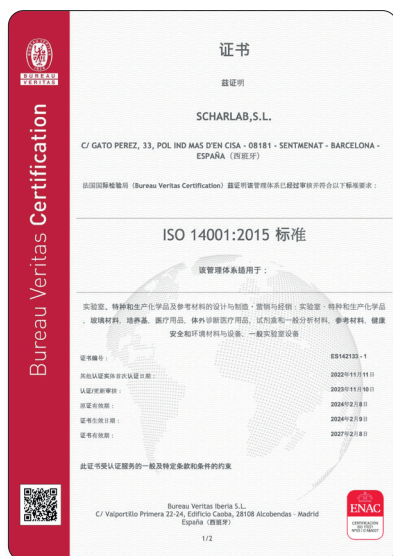 BUREAU
VERITAS
Bureau Veritas Certification
证书
兹证明
SCHARLAB,S.L.
C/ GATO PEREZ, 33, POL IND MAS D'EN CISA - 08181 - SENTMENAT - BARCELONA -
ESPAÑA（西班牙）
法国国际检验局（Bureau Veritas Certification）兹证明该管理体系已经过审核并符合以下标准要求：
ISO 14001:2015 标准
该管理体系适用于：
实验室、特种和生产化学品及参考材料的设计与制造。营销与经销：实验室、特种和生产化学品
、玻璃材料、培养基、医疗用品、体外诊断医疗用品、试剂盒和一般分析材料、参考材料、健康
安全和环境材料与设备、一般实验室设备
证书编号： ES142133 - 1
其他认证实体首次认证日期： 2022年11月11日
认证/更新审核： 2023年11月10日
原证有效期： 2024年2月8日
证书生效日期： 2024年2月9日
证书有效期： 2027年2月8日
此证书受认证服务的一般及特定条款和条件的约束
Bureau Veritas Iberia S.L.
C/ Valportillo Primera 22-24, Edificio Caoba, 28108 Alcobendas - Madrid
España（西班牙）
1/2
ENAC
CERTIFICACIÓN